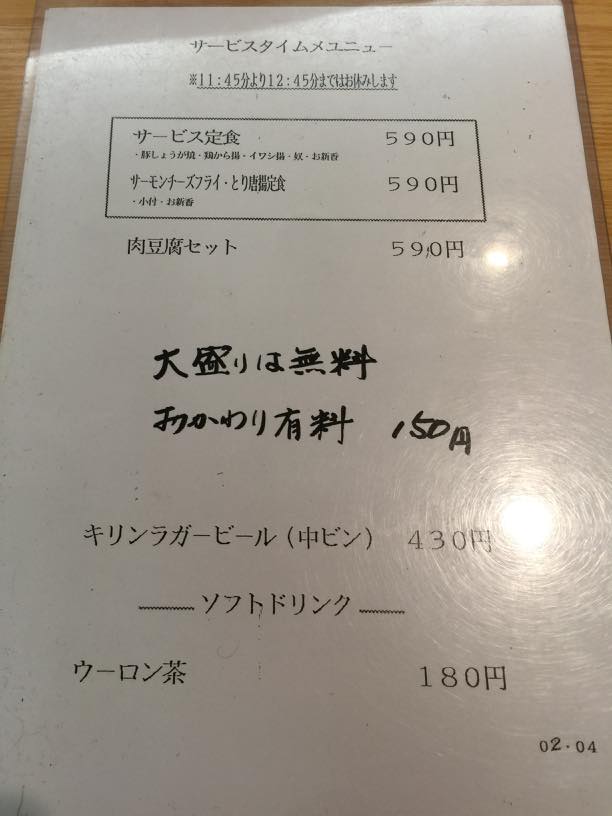 サービスタイムメユニュー
※11:45分より12:45分まではお休みします
サービス定食 590円
・豚しょうが焼・鶏から揚・イワシ揚・奴・お新香
サーモンチーズフライ・とり唐揚定食 590円
・小付・お新香
肉豆腐セット 590円
大盛りは無料
おかわり有料 150円
キリンラガービール(中ビン) 430円
ソフトドリンク
ウーロン茶 180円
02.04